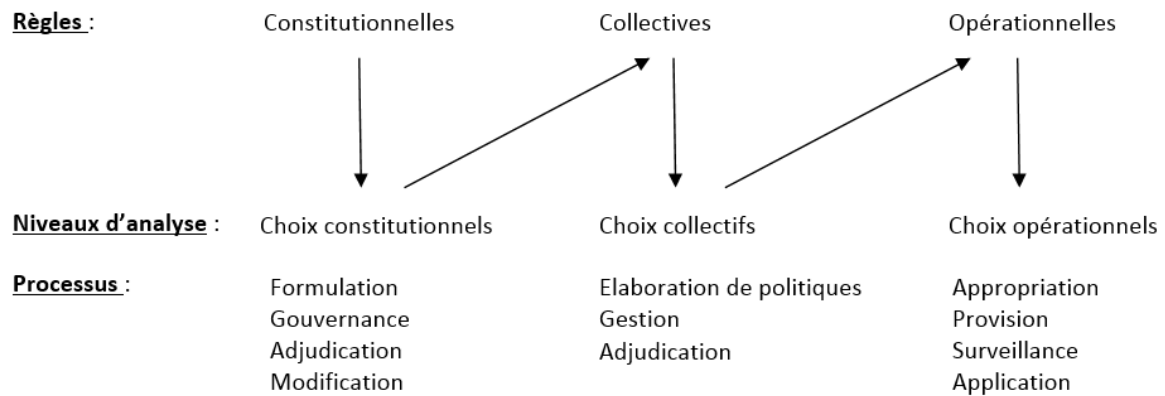 Règles : Constitutionnelles Collectives Opérationnelles
Niveaux d’analyse : Choix constitutionnels Choix collectifs Choix opérationnels
Processus : Formulation Elaboration de politiques Appropriation
Gouvernance Gestion Provision
Adjudication Adjudication Surveillance
Modification Application